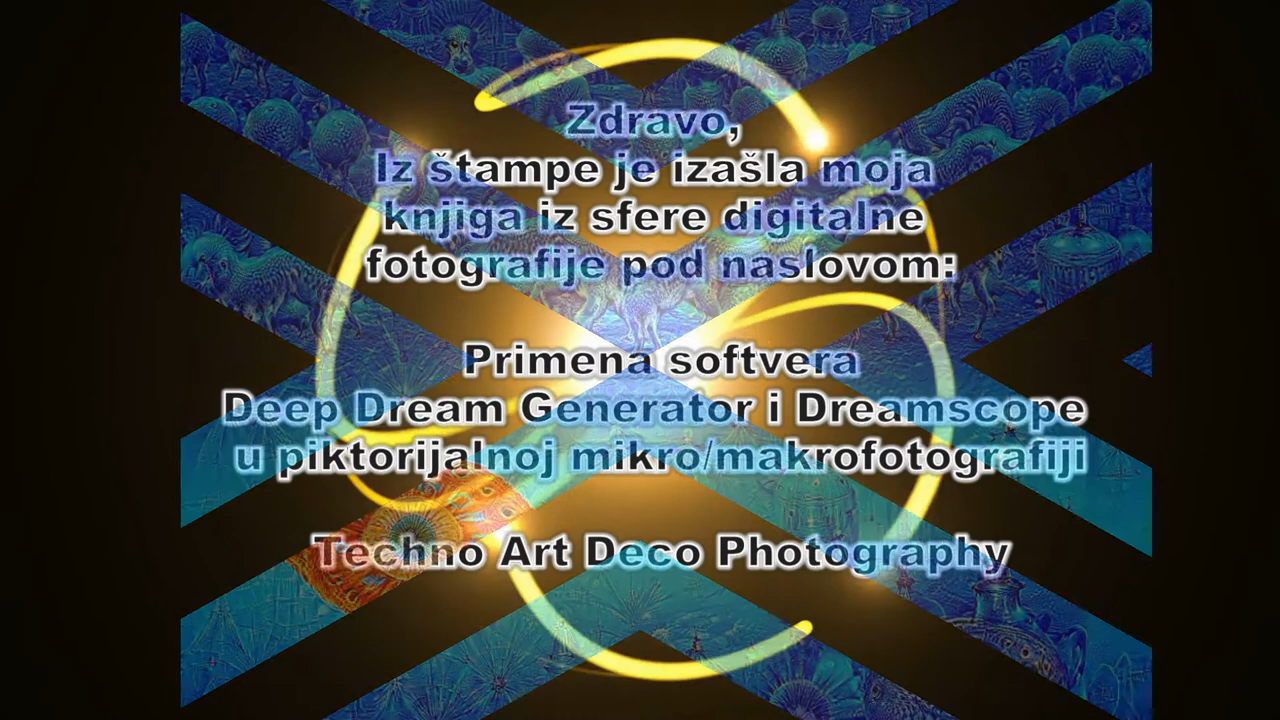 Zdravo,
Iz štampe je izašla moja
knjiga iz sfere digitalne
fotografije pod naslovom:
Primena softvera
Deep Dream Generator i Dreamscope
u piktorijalnoj mikro/makrofotografiji
Techno Art Deco Photography